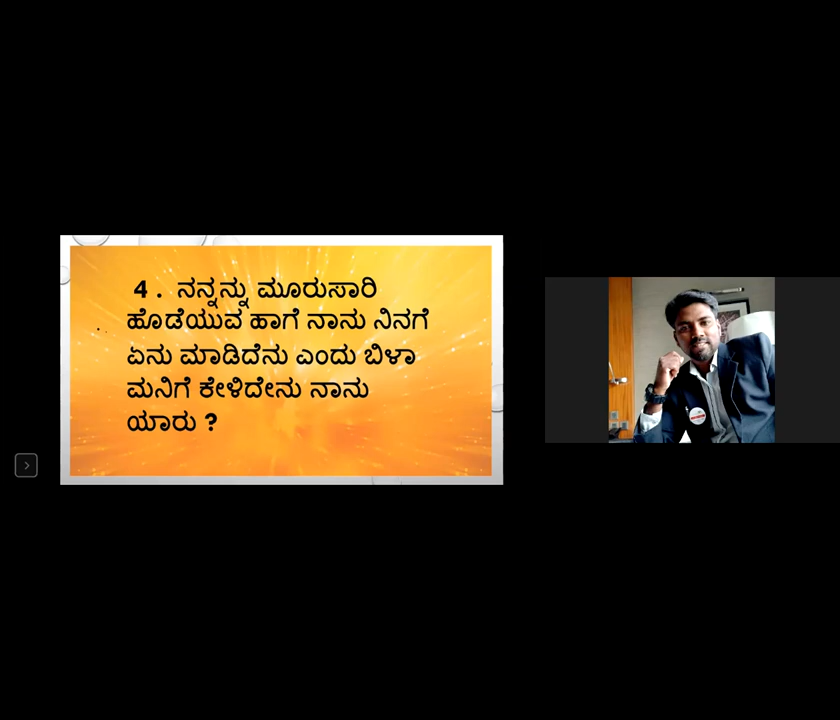 4 . ನನ್ನನ್ನು ಮೂರುಸಾರಿ
ಹೊಡೆಯುವ ಹಾಗೆ ನಾನು ನಿನಗೆ
ಏನು ಮಾಡಿದೆನು ಎಂದು ಬಿಳಾ
ಮನಿಗೆ ಕೇಳಿದೇನು ನಾನು
ಯಾರು ?